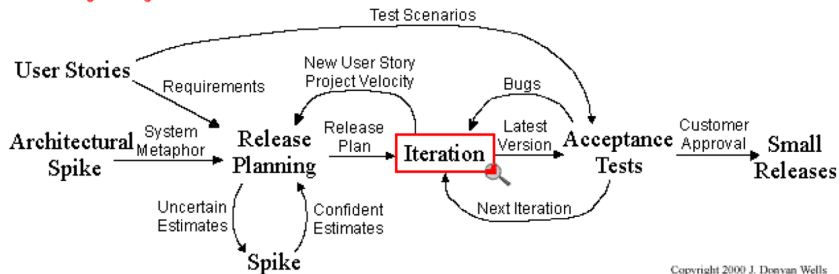 Test Scenarios
User Stories
Requirements
New User Story
Project Velocity
Bugs
Architectural
Spike
System
Metaphor
Release
Planning
Release
Plan
Iteration
Latest
Version
Acceptance
Tests
Customer
Approval
Small
Releases
Uncertain
Estimates
Confident
Estimates
Next Iteration
Spike
Copyright 2000 J. Donvan Wells